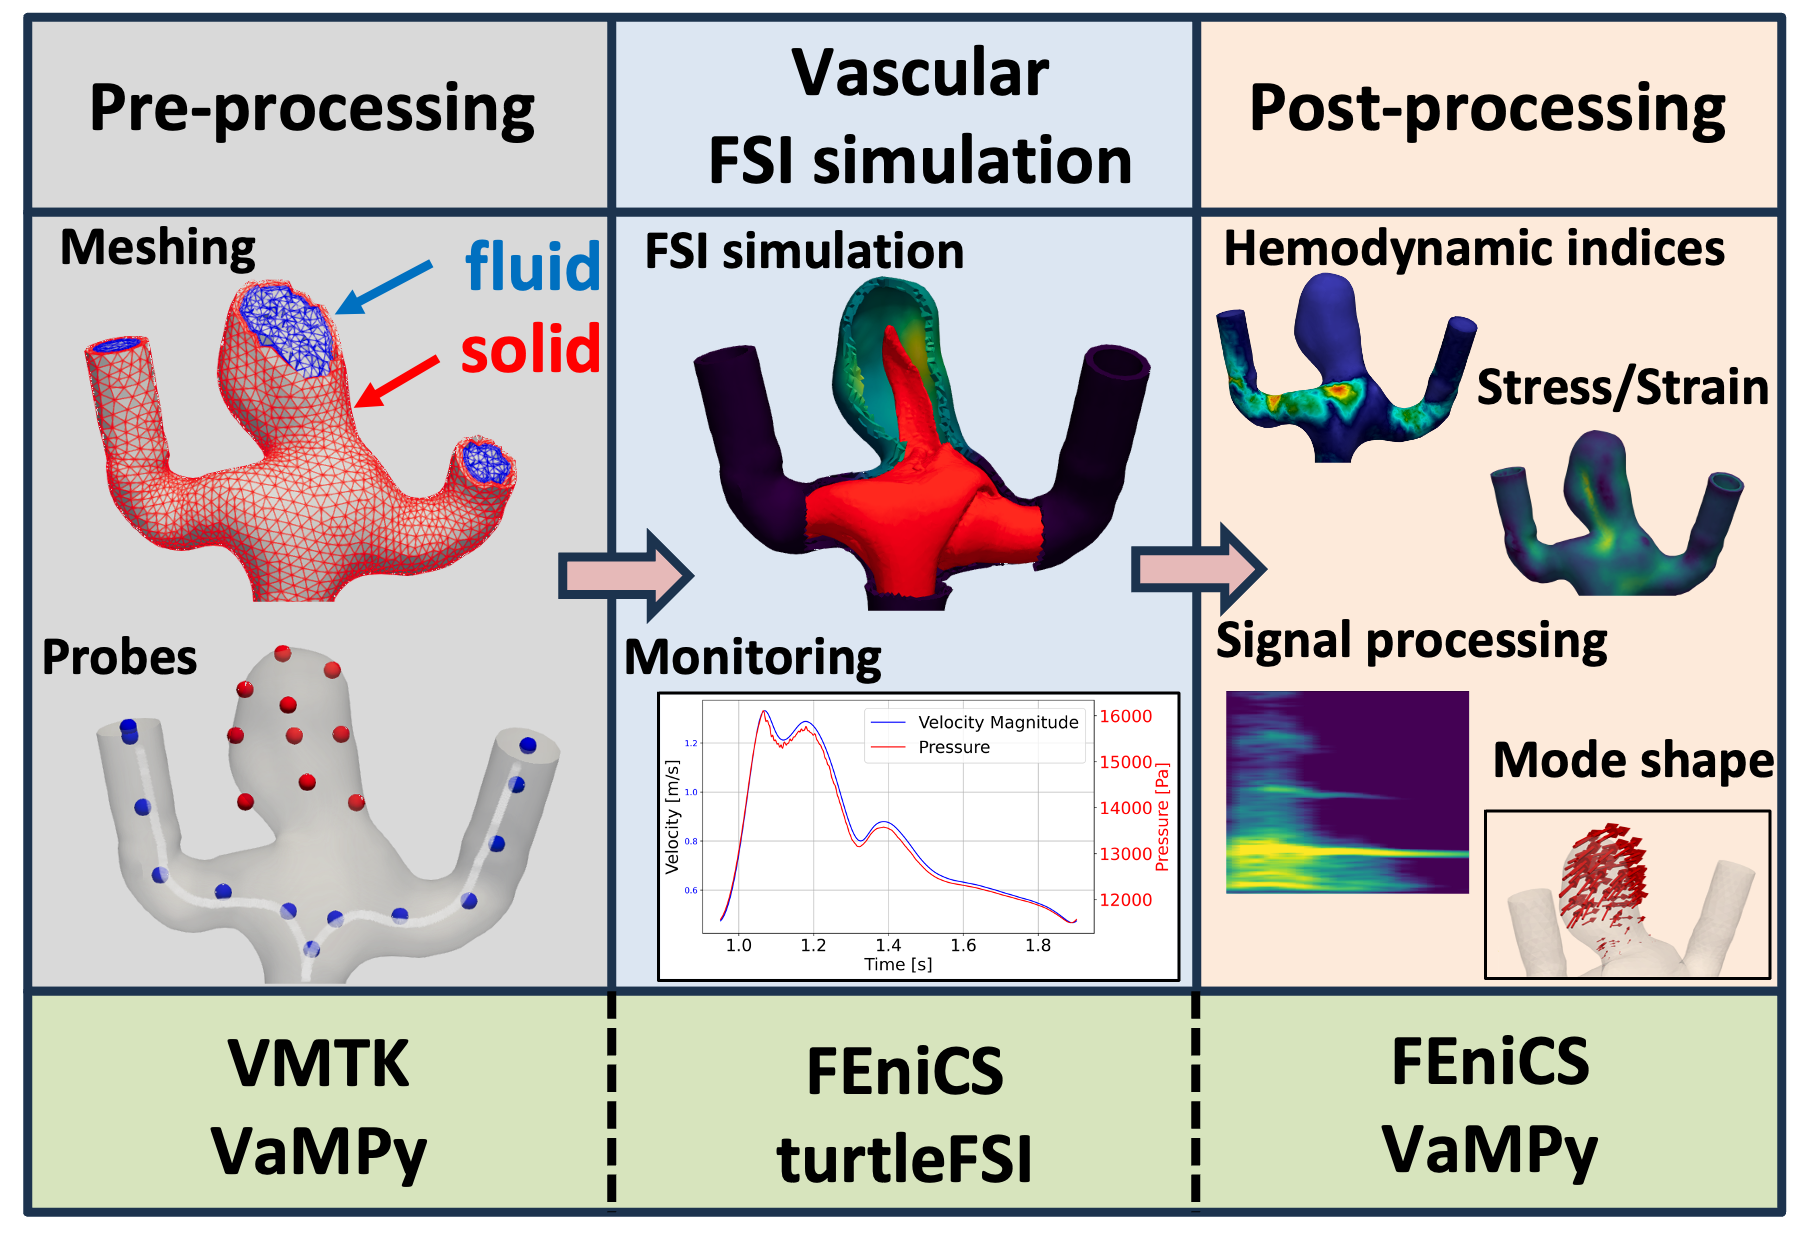 Pre-processing
Vascular
FSI simulation
Post-processing
Meshing
fluid
solid
Probes
FSI simulation
Monitoring
Velocity Magnitude
Pressure
1.2
1.0
0.8
0.6
Velocity [m/s]
16000
15000
14000
13000
12000
Pressure [Pa]
1.0 1.2 1.4 1.6 1.8
Time [s]
Hemodynamic indices
Stress/Strain
Signal processing
Mode shape
VMTK
VaMPy
FEniCS
turtleFSI
FEniCS
VaMPy